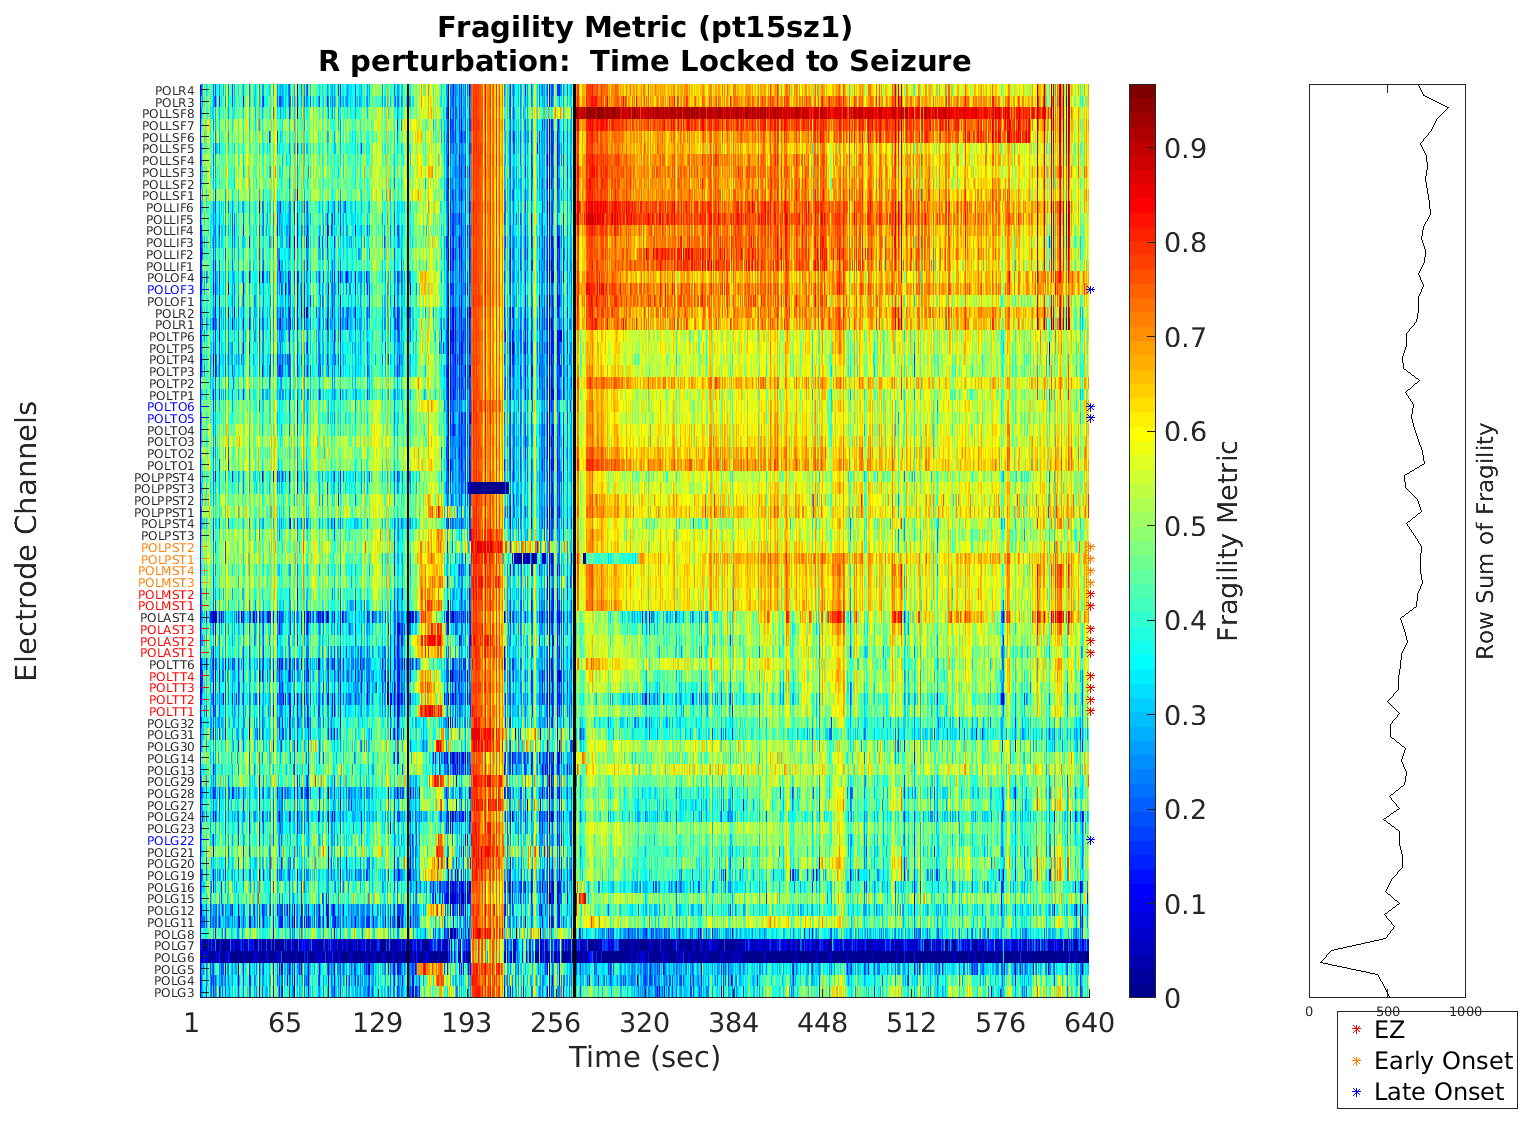 Fragility Metric (pt15sz1)
R perturbation:  Time Locked to Seizure
Electrode Channels
POLR4
POLR3
POLLSF8
POLLSF7
POLLSF6
POLLSF5
POLLSF4
POLLSF3
POLLSF2
POLLSF1
POLLIF6
POLLIF5
POLLIF4
POLLIF3
POLLIF2
POLLIF1
POLOF4
POLOF3
POLOF1
POLR2
POLR1
POLTP6
POLTP5
POLTP4
POLTP3
POLTP2
POLTP1
POLTO6
POLTO5
POLTO4
POLTO3
POLTO2
POLTO1
POLPPST4
POLPPST3
POLPPST2
POLPPST1
POLPST4
POLPST3
POLPST2
POLPST1
POLMST4
POLMST3
POLMST2
POLMST1
POLAST4
POLAST3
POLAST2
POLAST1
POLTT6
POLTT4
POLTT3
POLTT2
POLTT1
POLG32
POLG31
POLG30
POLG14
POLG13
POLG29
POLG28
POLG27
POLG24
POLG23
POLG22
POLG21
POLG20
POLG19
POLG16
POLG15
POLG12
POLG11
POLG8
POLG7
POLG6
POLG5
POLG4
POLG3
1 65 129 193 256 320 384 448 512 576 640
Time (sec)
0.9
0.8
0.7
0.6
0.5
0.4
0.3
0.2
0.1
0
Fragility Metric
Row Sum of Fragility
0 500 1000
EZ
Early Onset
Late Onset